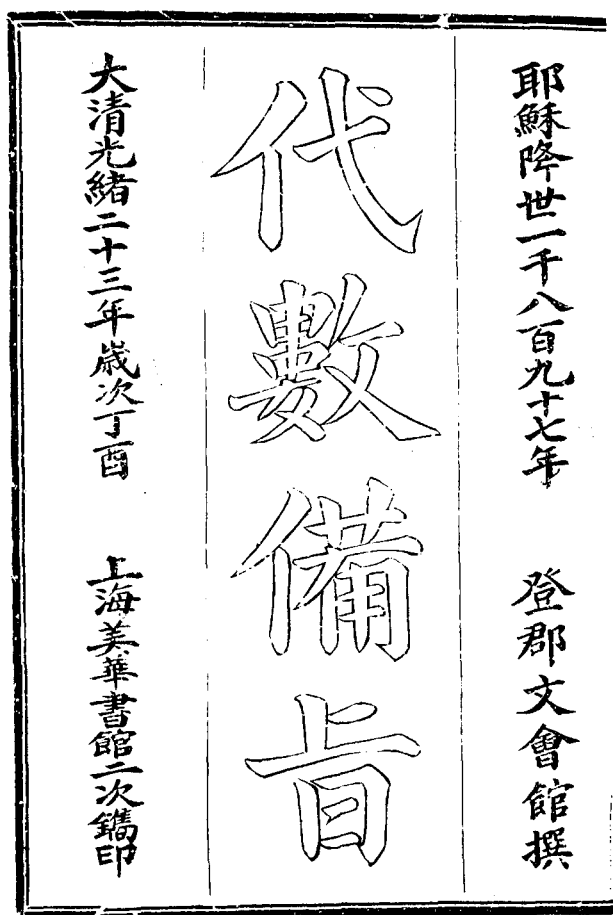 耶穌降世一千八百九十七年　登郡文會館撰
代數備旨
大清光緒二十三年歲次丁酉　上海美華書館二次鐫印